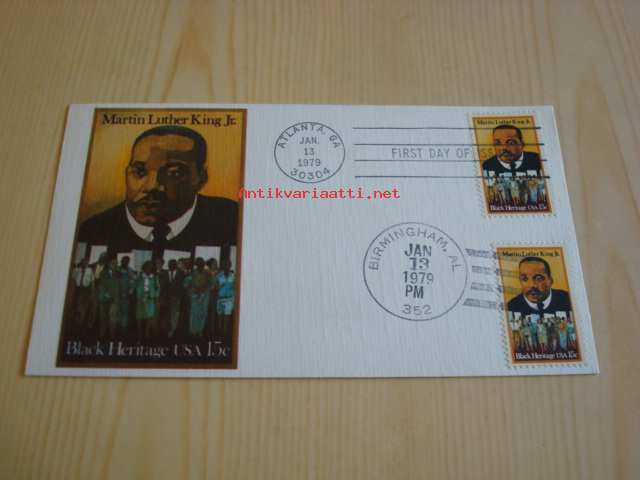 Martin Luther King Jr.
Black Heritage USA 15c
ATLANTA, GA
JAN.
13
1979
30304
FIRST DAY OF ISSUE
Martin Luther King Jr.
Black Heritage USA 15c
BIRMINGHAM, AL
JAN
13
1979
PM
352
Martin Luther King Jr.
Black Heritage USA 15c
Antikvariaatti.net